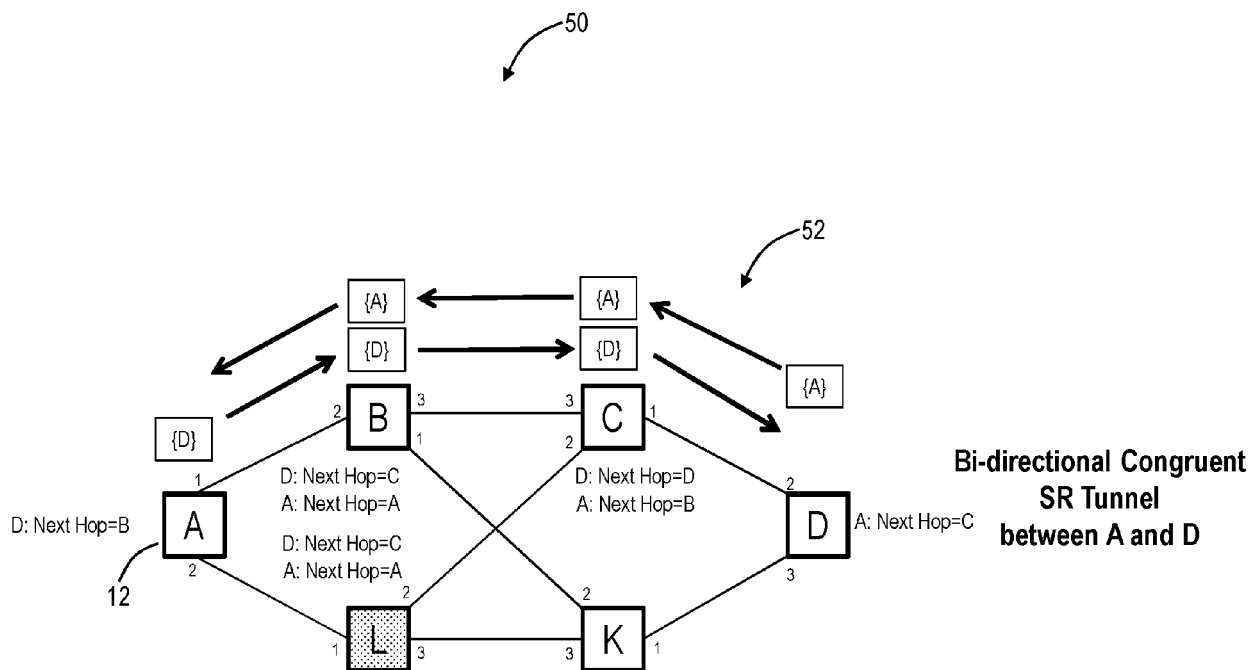 50
52
{A}
{A}
{D}
{D}
{A}
{D}
2
B
3
1
3
C
1
2
1
D: Next Hop=C
A: Next Hop=A
D: Next Hop=D
A: Next Hop=B
Bi-directional Congruent
SR Tunnel
between A and D
2
D: Next Hop=B
A
D
A: Next Hop=C
D: Next Hop=C
A: Next Hop=A
2
3
12
2
2
1
L
3
3
K
1